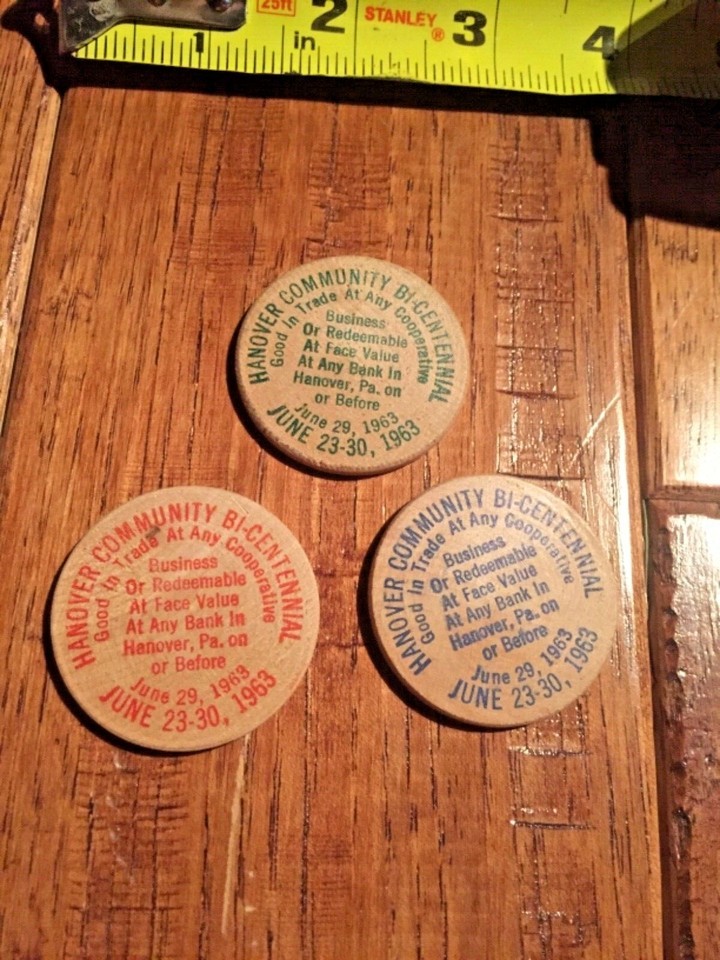 25ft
1 in 2 STANLEY® 3 4
HANOVER COMMUNITY BI-CENTENNIAL
Good In Trade At Any Cooperative
Business
Or Redeemable
At Face Value
At Any Bank In
Hanover, Pa. on
or Before
June 29, 1963
JUNE 23-30, 1963
HANOVER COMMUNITY BI-CENTENNIAL
Good In Trade At Any Cooperative
Business
Or Redeemable
At Face Value
At Any Bank In
Hanover, Pa. on
or Before
June 29, 1963
JUNE 23-30, 1963
HANOVER COMMUNITY BI-CENTENNIAL
Good In Trade At Any Cooperative
Business
Or Redeemable
At Face Value
At Any Bank In
Hanover, Pa. on
or Before
June 29, 1963
JUNE 23-30, 1963